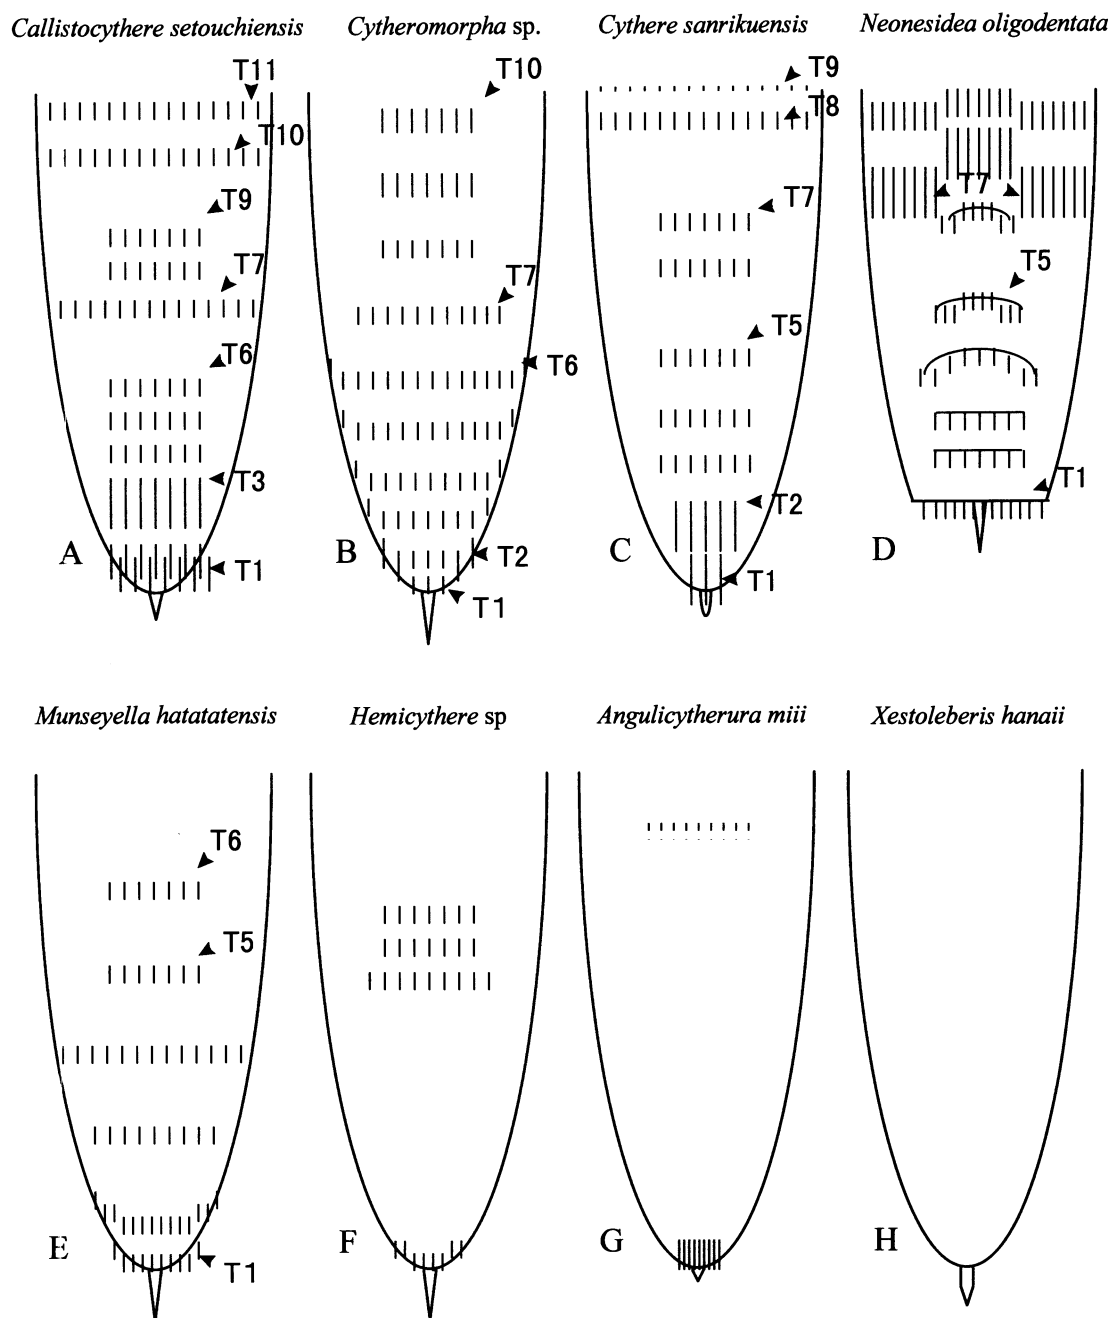 Callistocythere setouchiensis
Cytheromorpha sp.
Cythere sanrikuensis
Neonesidea oligodentata
T11
T10
T9
T7
T6
T3
T1
A
T10
T7
T6
T2
T1
B
T9
T8
T7
T5
T2
T1
C
T7
T5
T1
D
Munseyella hatatatensis
Hemicythere sp
Angulicytherura miii
Xestoleberis hanaii
T6
T5
T1
E
F
G
H